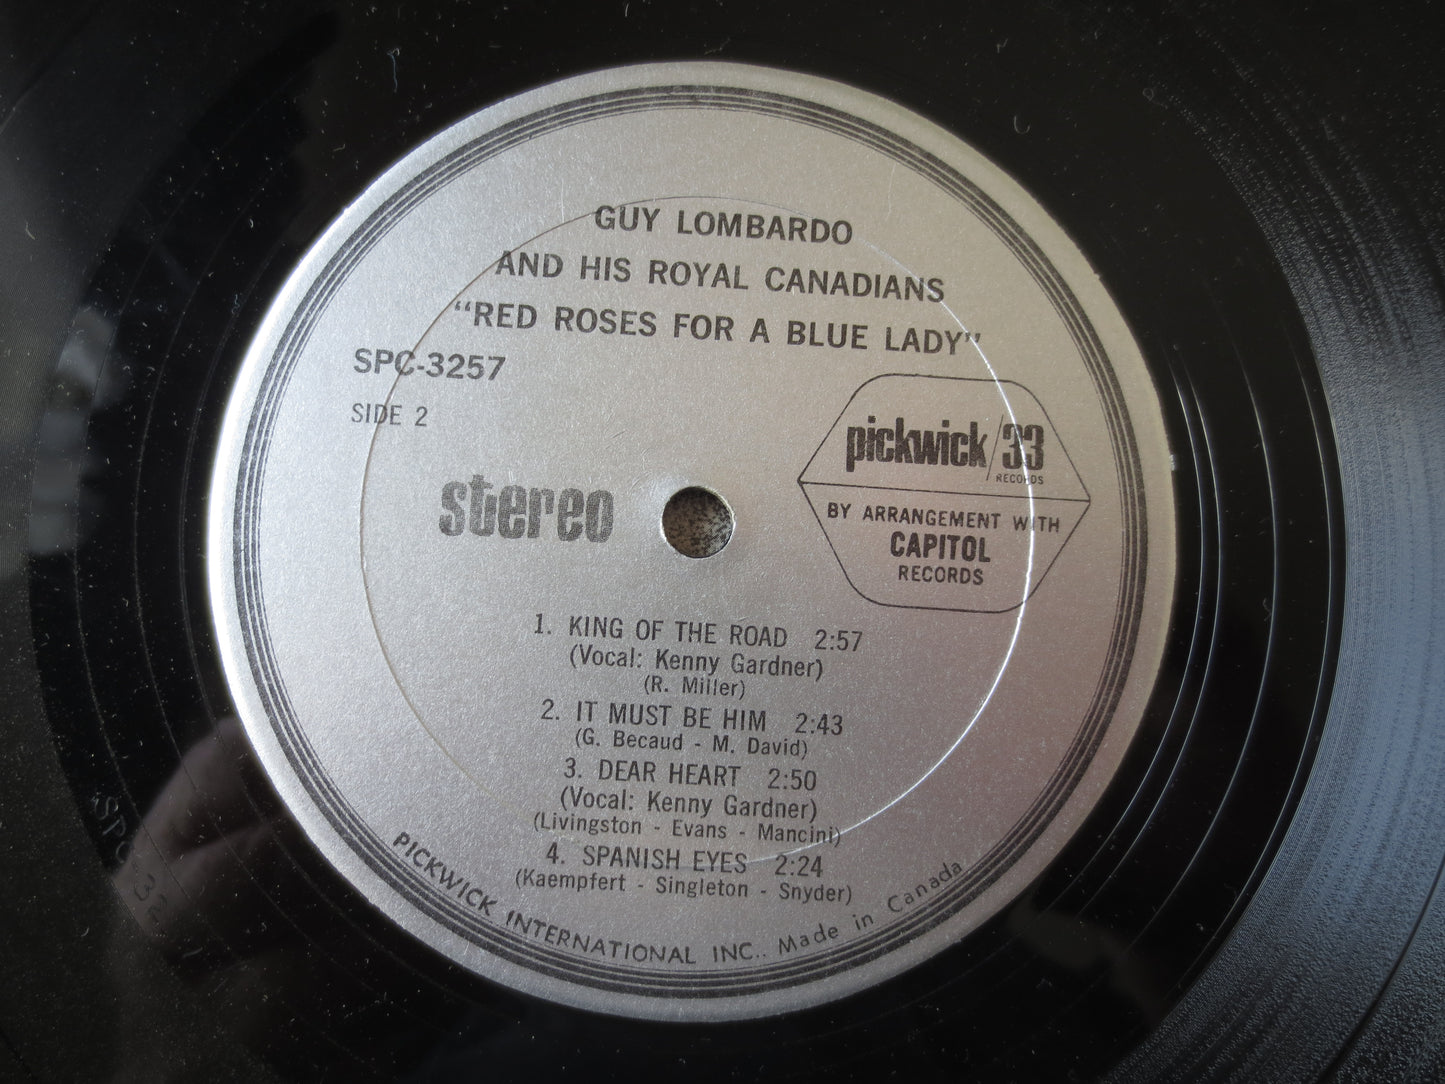 GUY LOMBARDO
AND HIS ROYAL CANADIANS
"RED ROSES FOR A BLUE LADY"
SPC-3257
SIDE 2
stereo
pickwick/33
RECORDS
BY ARRANGEMENT WITH
CAPITOL
RECORDS
1. KING OF THE ROAD 2:57
(Vocal: Kenny Gardner)
(R. Miller)
2. IT MUST BE HIM 2:43
(G. Becaud - M. David)
3. DEAR HEART 2:50
(Vocal: Kenny Gardner)
(Livingston - Evans - Mancini)
4. SPANISH EYES 2:24
(Kaempfert - Singleton - Snyder)
PICKWICK INTERNATIONAL INC.. Made in Canada
SPC